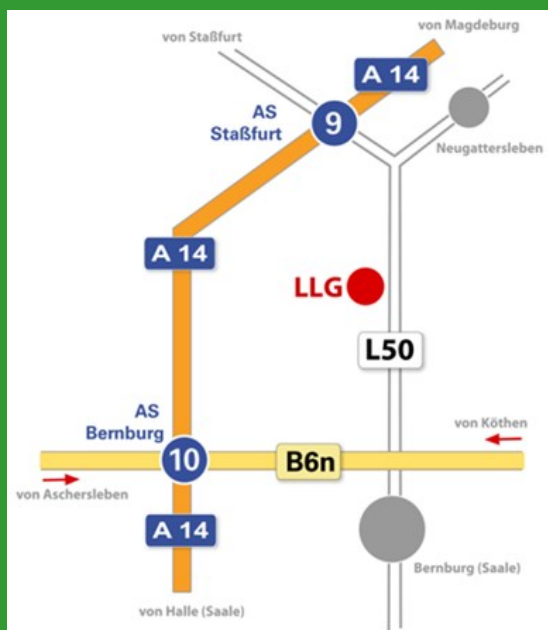 von Magdeburg
von Staßfurt
A 14
AS
Staßfurt
9
Neugattersleben
A 14
LLG
L50
AS
Bernburg
von Köthen
10
B6n
von Aschersleben
A 14
Bernburg (Saale)
von Halle (Saale)